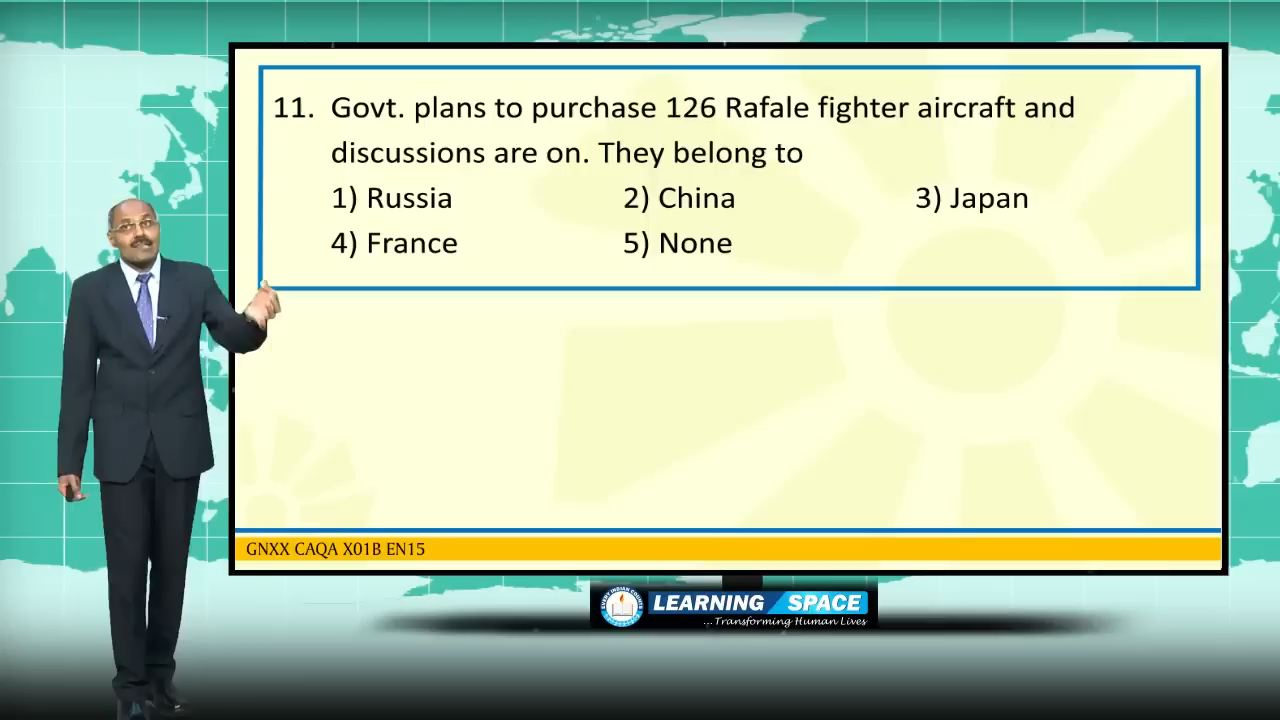 11. Govt. plans to purchase 126 Rafale fighter aircraft and
discussions are on. They belong to
1) Russia 2) China 3) Japan
4) France 5) None
GNXX CAQA X01B EN15
LEARNING SPACE
...Transforming Human Lives